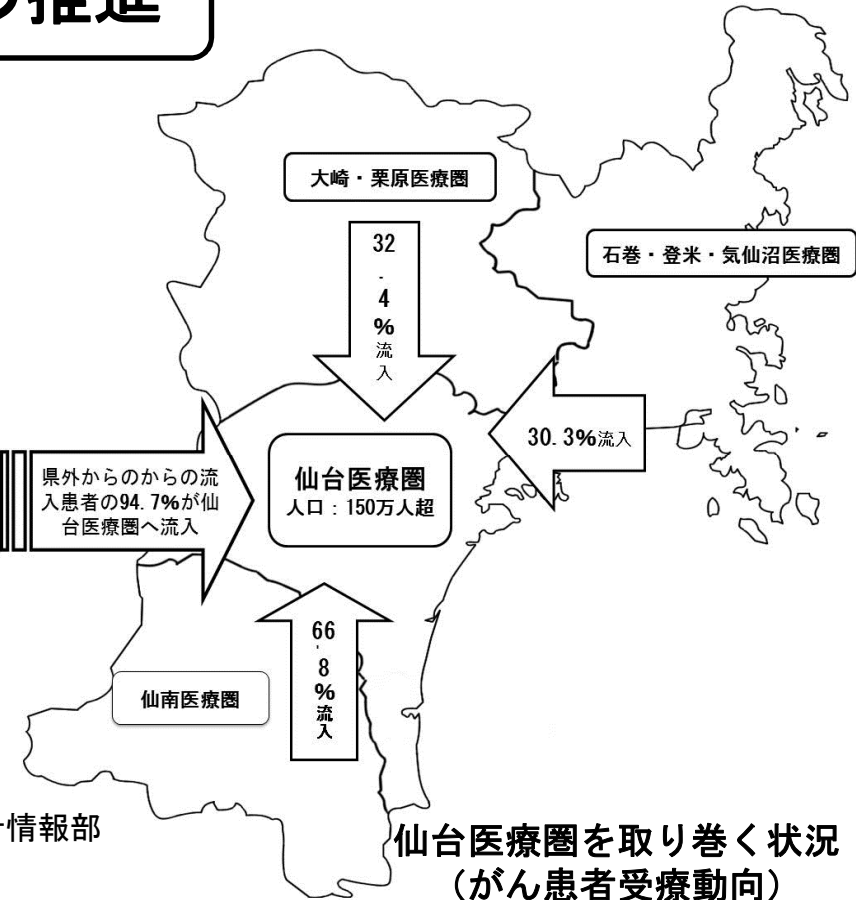 の推進
大崎・栗原医療圏
32.4%流入
石巻・登米・気仙沼医療圏
30.3%流入
県外からのからの流
入患者の94.7%が仙
台医療圏へ流入
仙台医療圏
人口：150万人超
66.8%流入
仙南医療圏
情報部
仙台医療圏を取り巻く状況
（がん患者受療動向）